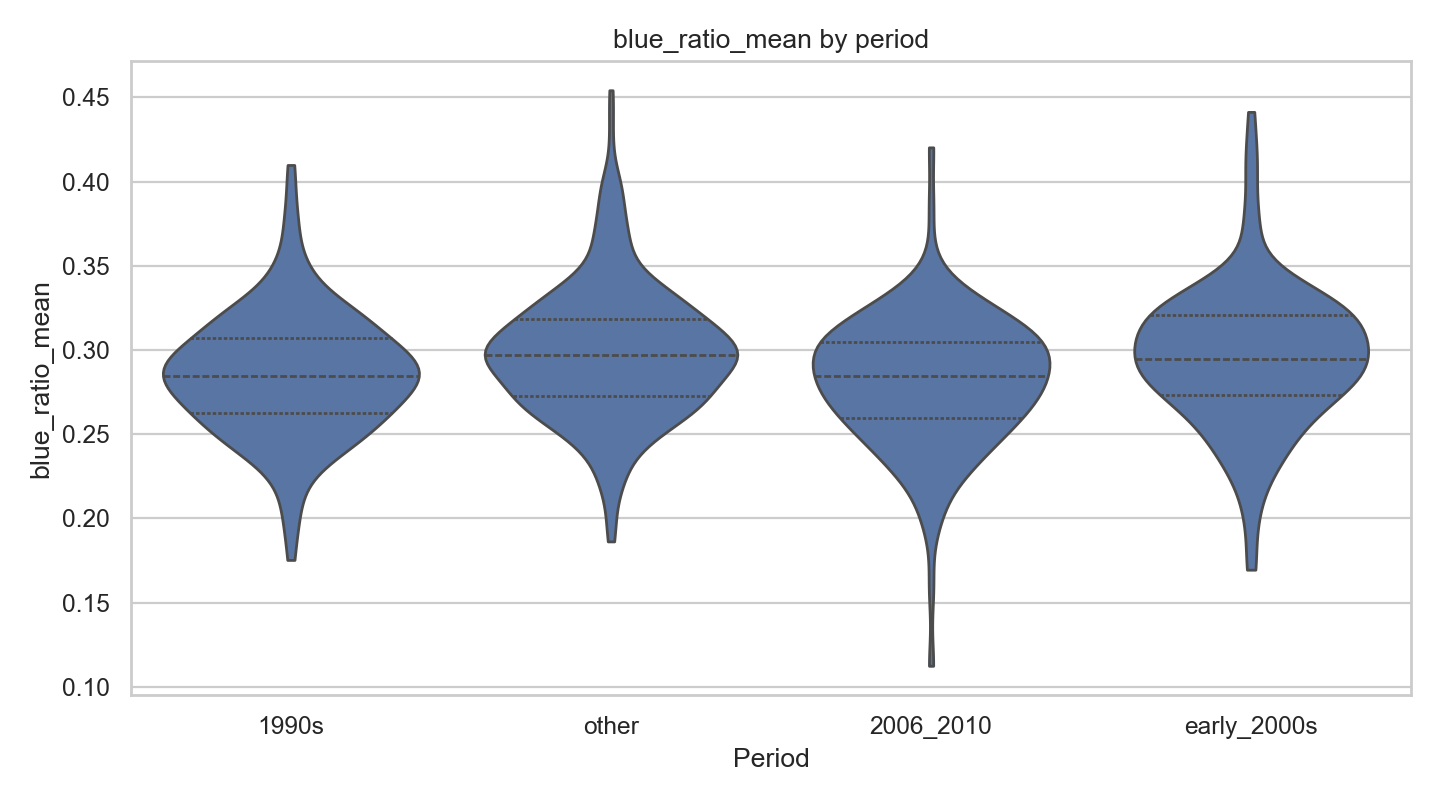 blue_ratio_mean by period
blue_ratio_mean
0.45
0.40
0.35
0.30
0.25
0.20
0.15
0.10
1990s
other
2006_2010
early_2000s
Period